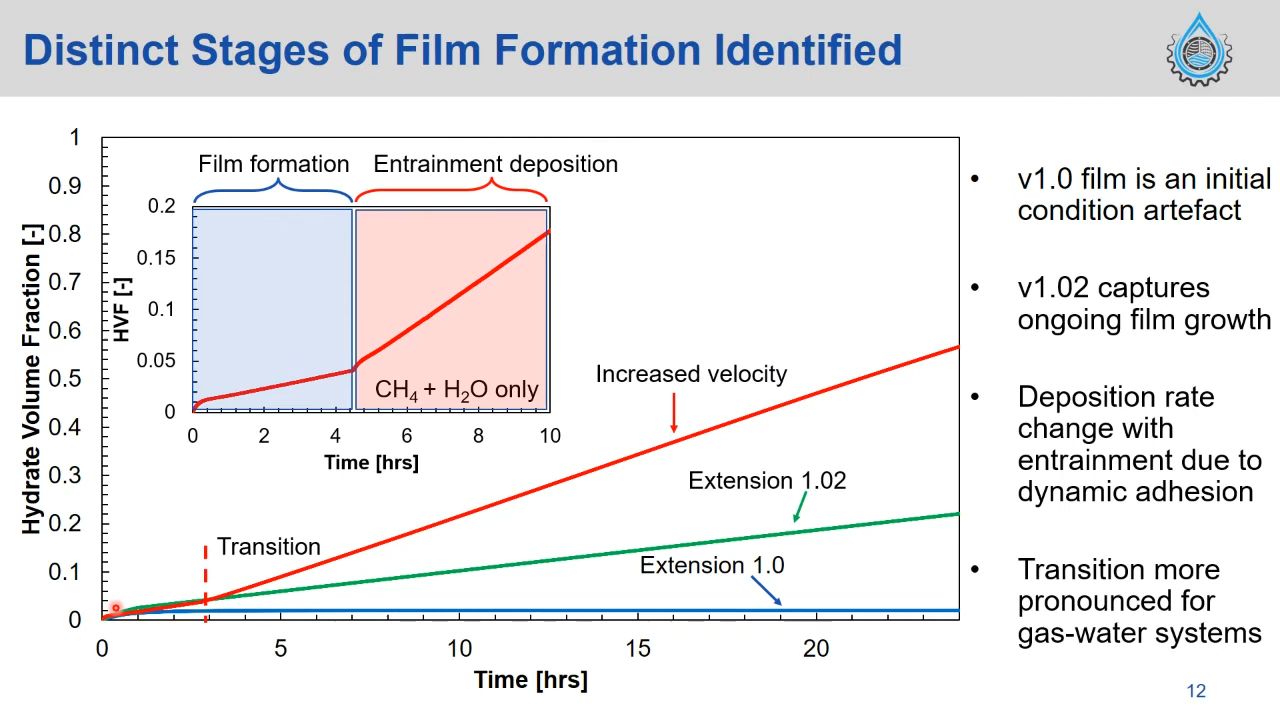 Distinct Stages of Film Formation Identified
1
0.9
0.8
0.7
0.6
0.5
0.4
0.3
0.2
0.1
0
Hydrate Volume Fraction [-]
0
5
10
15
20
Time [hrs]
Film formation
Entrainment deposition
0.2
0.15
0.1
0.05
0
HVF [-]
CH₄ + H₂O only
0
2
4
6
8
10
Time [hrs]
Increased velocity
Extension 1.02
Extension 1.0
Transition
• v1.0 film is an initial
condition artefact
• v1.02 captures
ongoing film growth
• Deposition rate
change with
entrainment due to
dynamic adhesion
• Transition more
pronounced for
gas-water systems
12